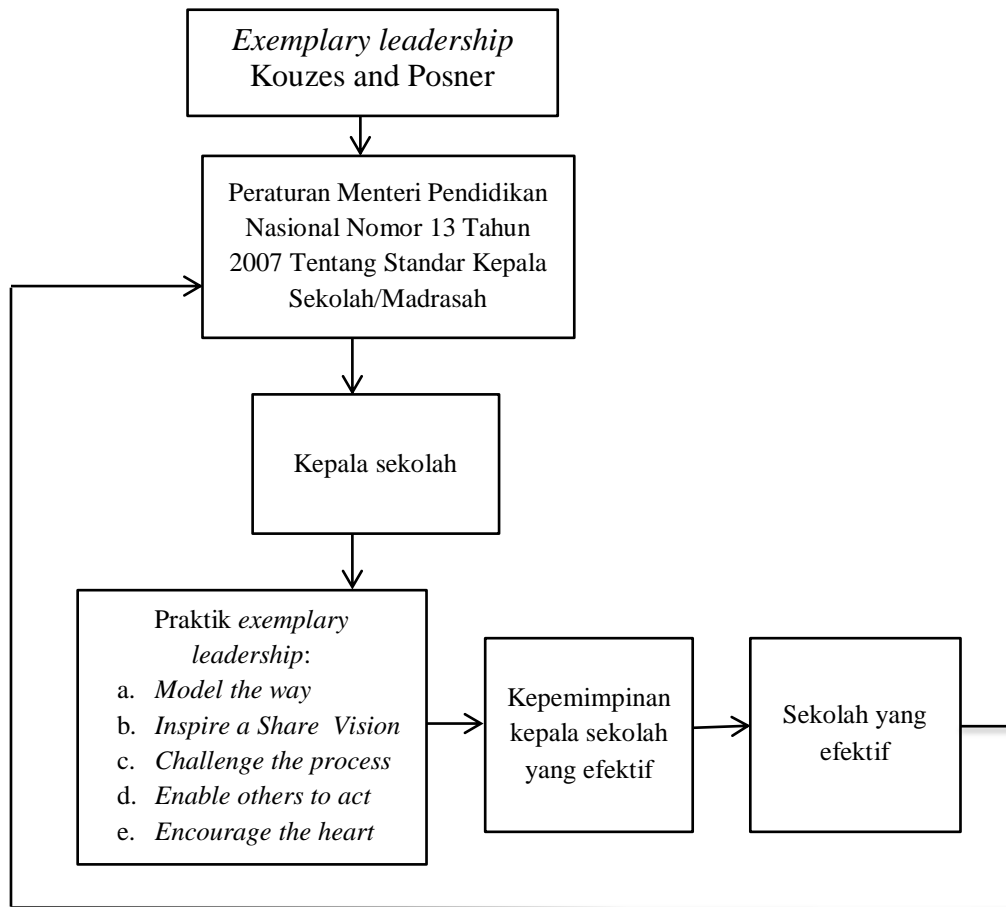 Exemplary leadership
Kouzes and Posner
Peraturan Menteri Pendidikan
Nasional Nomor 13 Tahun
2007 Tentang Standar Kepala
Sekolah/Madrasah
Kepala sekolah
Praktik exemplary
leadership:
a. Model the way
b. Inspire a Share Vision
c. Challenge the process
d. Enable others to act
e. Encourage the heart
Kepemimpinan
kepala sekolah
yang efektif
Sekolah yang
efektif